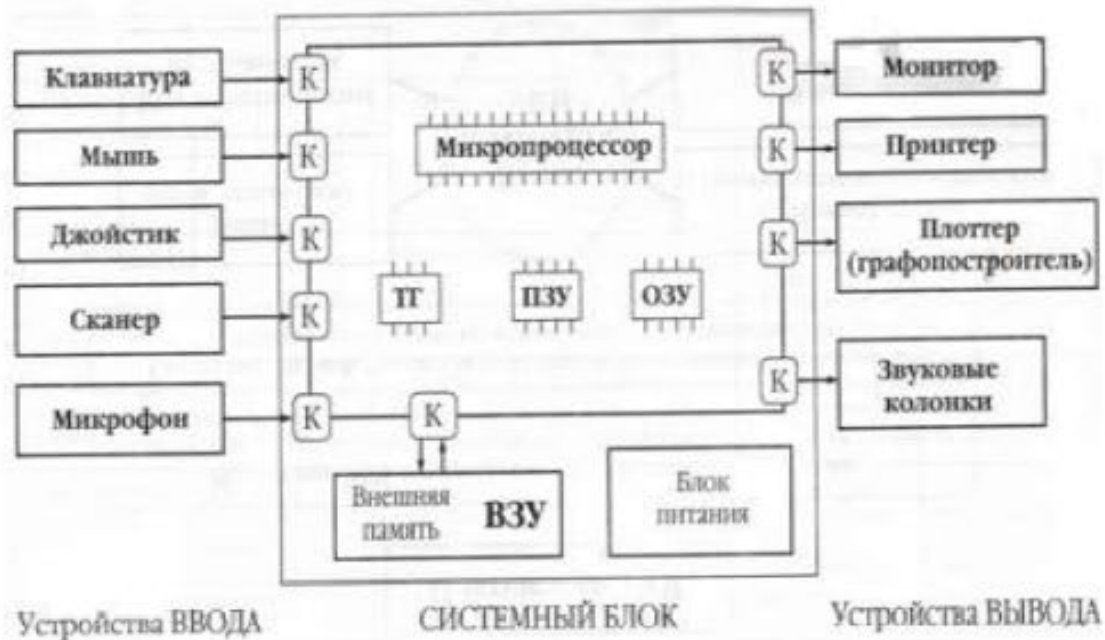 Клавиатура
К
Мышь
К
Джойстик
К
Сканер
К
Микрофон
К
Микропроцессор
ТГ
ПЗУ
ОЗУ
К
Внешняя
память
ВЗУ
Блок
питания
К
Монитор
К
Принтер
К
Плоттер
(графопостроитель)
К
Звуковые
колонки
Устройства ВВОДА
СИСТЕМНЫЙ БЛОК
Устройства ВЫВОДА